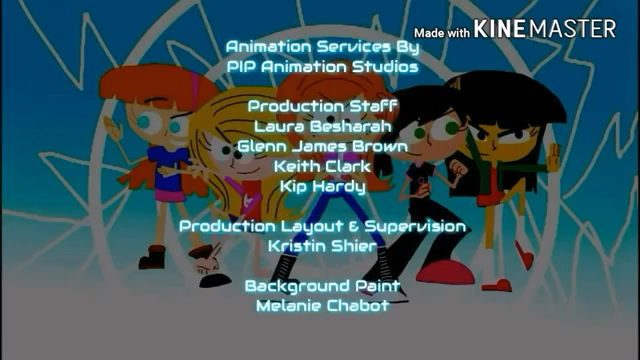 Made with KINEMASTER
Animation Services By
PIP Animation Studios
Production Staff
Laura Besharah
Glenn James Brown
Keith Clark
Kip Hardy
Production Layout & Supervision
Kristin Shier
Background Paint
Melanie Chabot